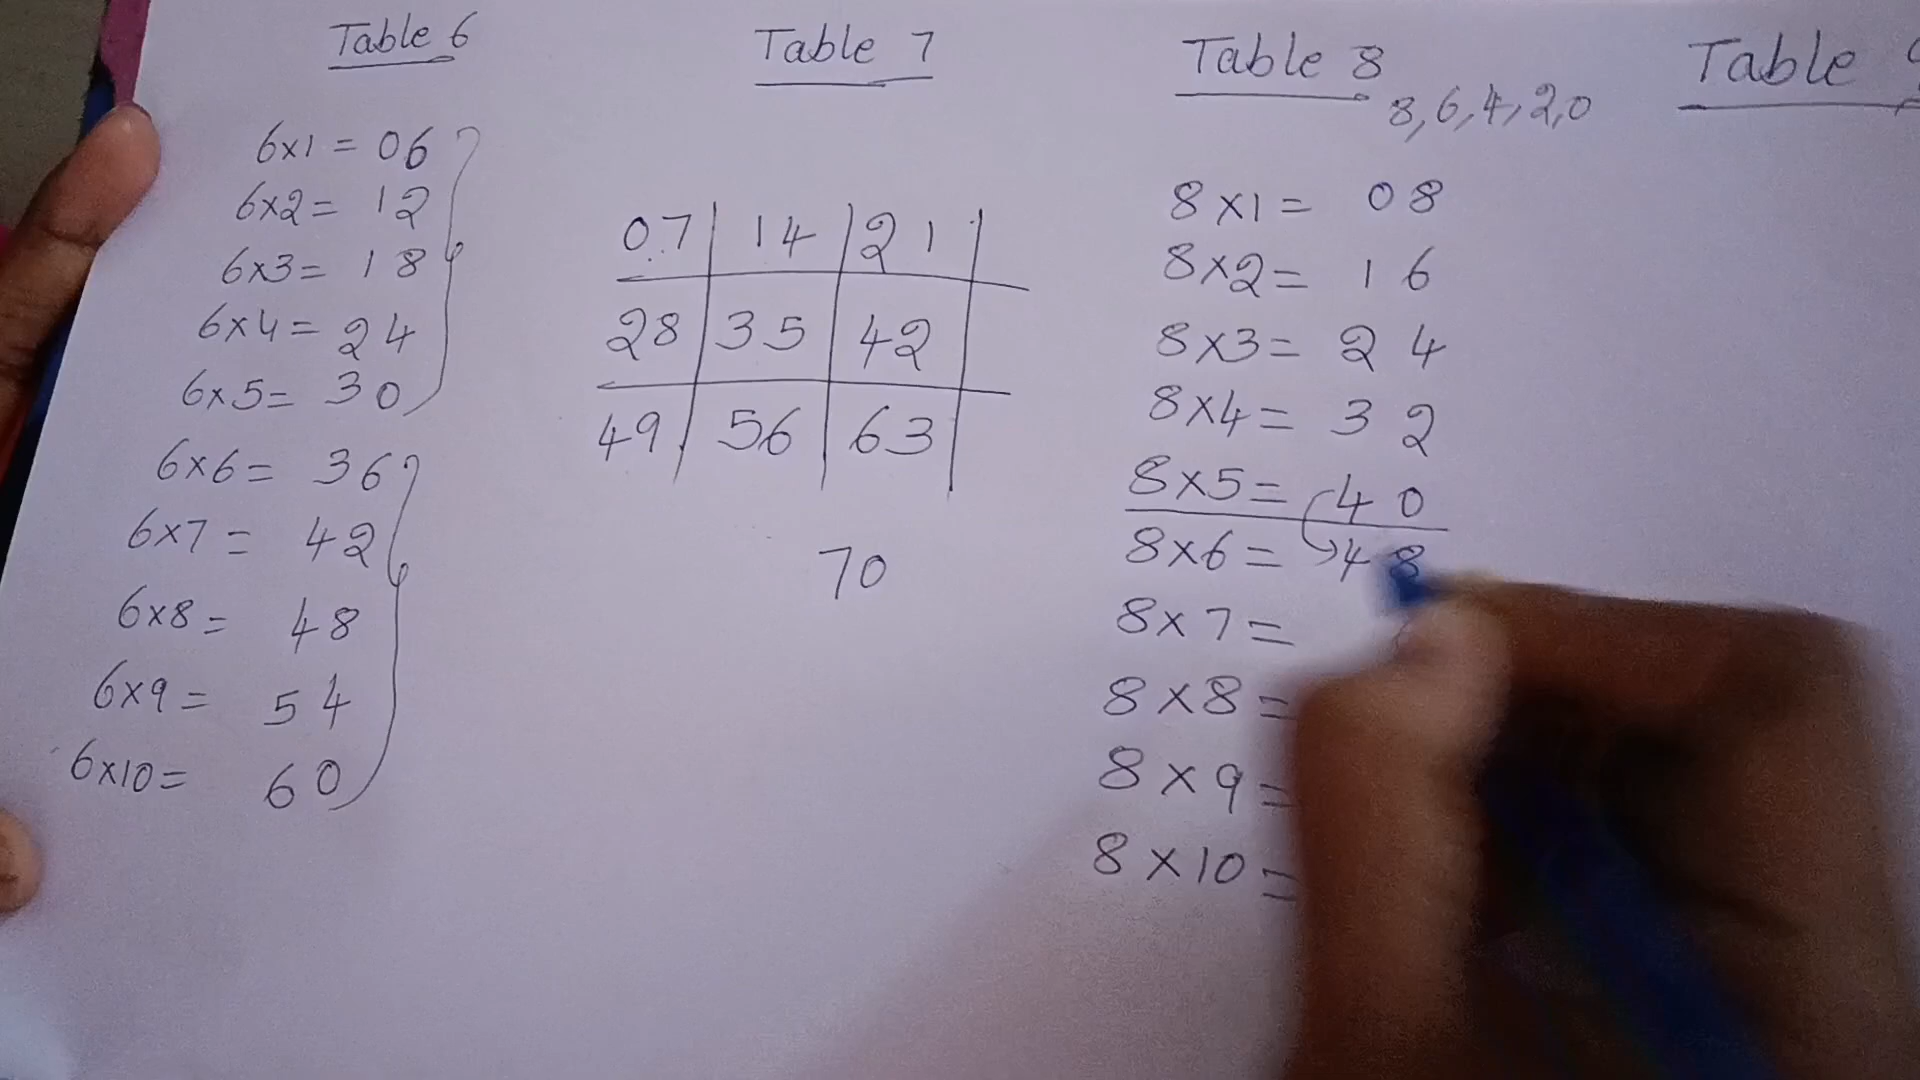 Table 6
6x1 = 06
6x2= 12
6x3= 18
6x4= 24
6x5= 30
6x6= 36
6x7 = 42
6x8= 48
6x9= 54
6x10= 60
Table 7
07 14 21
28 35 42
49 56 63
70
Table 8
8,6,4,2,0
8x1= 08
8x2= 16
8x3= 24
8x4= 32
8x5= 40
8x6= 48
8x7=
8x8=
8x9=
8x10=
Table